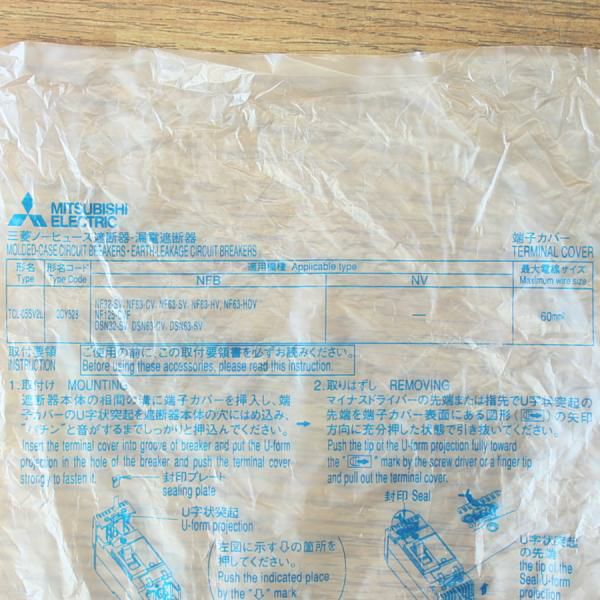 MITSUBISHI
ELECTRIC
三菱ノーヒューズ遮断器・漏電遮断器
端子カバー
MOLDED-CASE CIRCUIT BREAKERS・EARTH-LEAKAGE CIRCUIT BREAKERS
TERMINAL COVER
形名 形名コード 適用機種 Applicable type 最大電線サイズ
Type Type Code NFB NV Maximum wire size
NF32-SV, NF63-CV, NF63-SV, NF63-HV, NF63-HDV
TCL-05SV2L 2CY528 NF125- — 60mm²
DSN32-SV, DSN63-CV, DSN63-SV
取付要領 ご使用の前に、この取付要領書を必ずお読みください。
INSTRUCTION Before using these accessories, please read this instruction.
1. 取付け MOUNTING
遮断器本体の相間の溝に端子カバーを挿入し、端
子カバーのU字状突起を遮断器本体の穴にはめ込み、
"パチン"と音がするまでしっかりと押込んでください。
Insert the terminal cover into groove of breaker and put the U-form
projection in the hole of the breaker and push the terminal cover
strongly to fasten it.
封印プレート
sealing plate
U字状突起
U-form projection
左図に示す⇩の箇所を
押してください。
Push the indicated place
by the "⇩" mark
2. 取りはずし REMOVING
マイナスドライバーの先端または指先でU字状突起の
先端を端子カバー表面にある図形(⇨)の矢印
方向に充分押した状態で引き抜いてください。
Push the tip of the U-form projection fully toward
the "⇨" mark by the screw driver or a finger tip
and pull out the terminal cover.
封印 Seal
U字状突起
の先端
the tip of the
U-form
projection
Seal